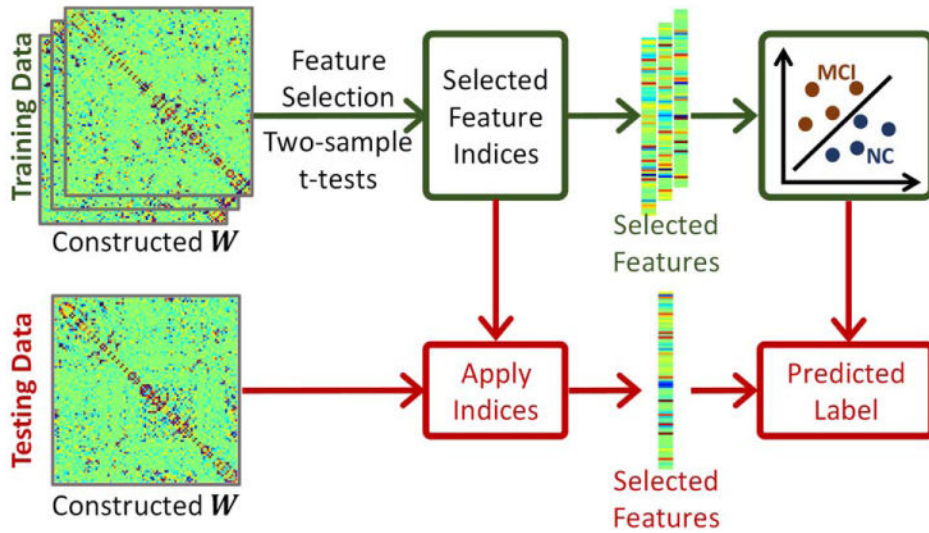 Training Data
Constructed W
Feature
Selection
Two-sample
t-tests
Selected
Feature
Indices
Selected
Features
MCI
NC
Testing Data
Constructed W
Apply
Indices
Selected
Features
Predicted
Label